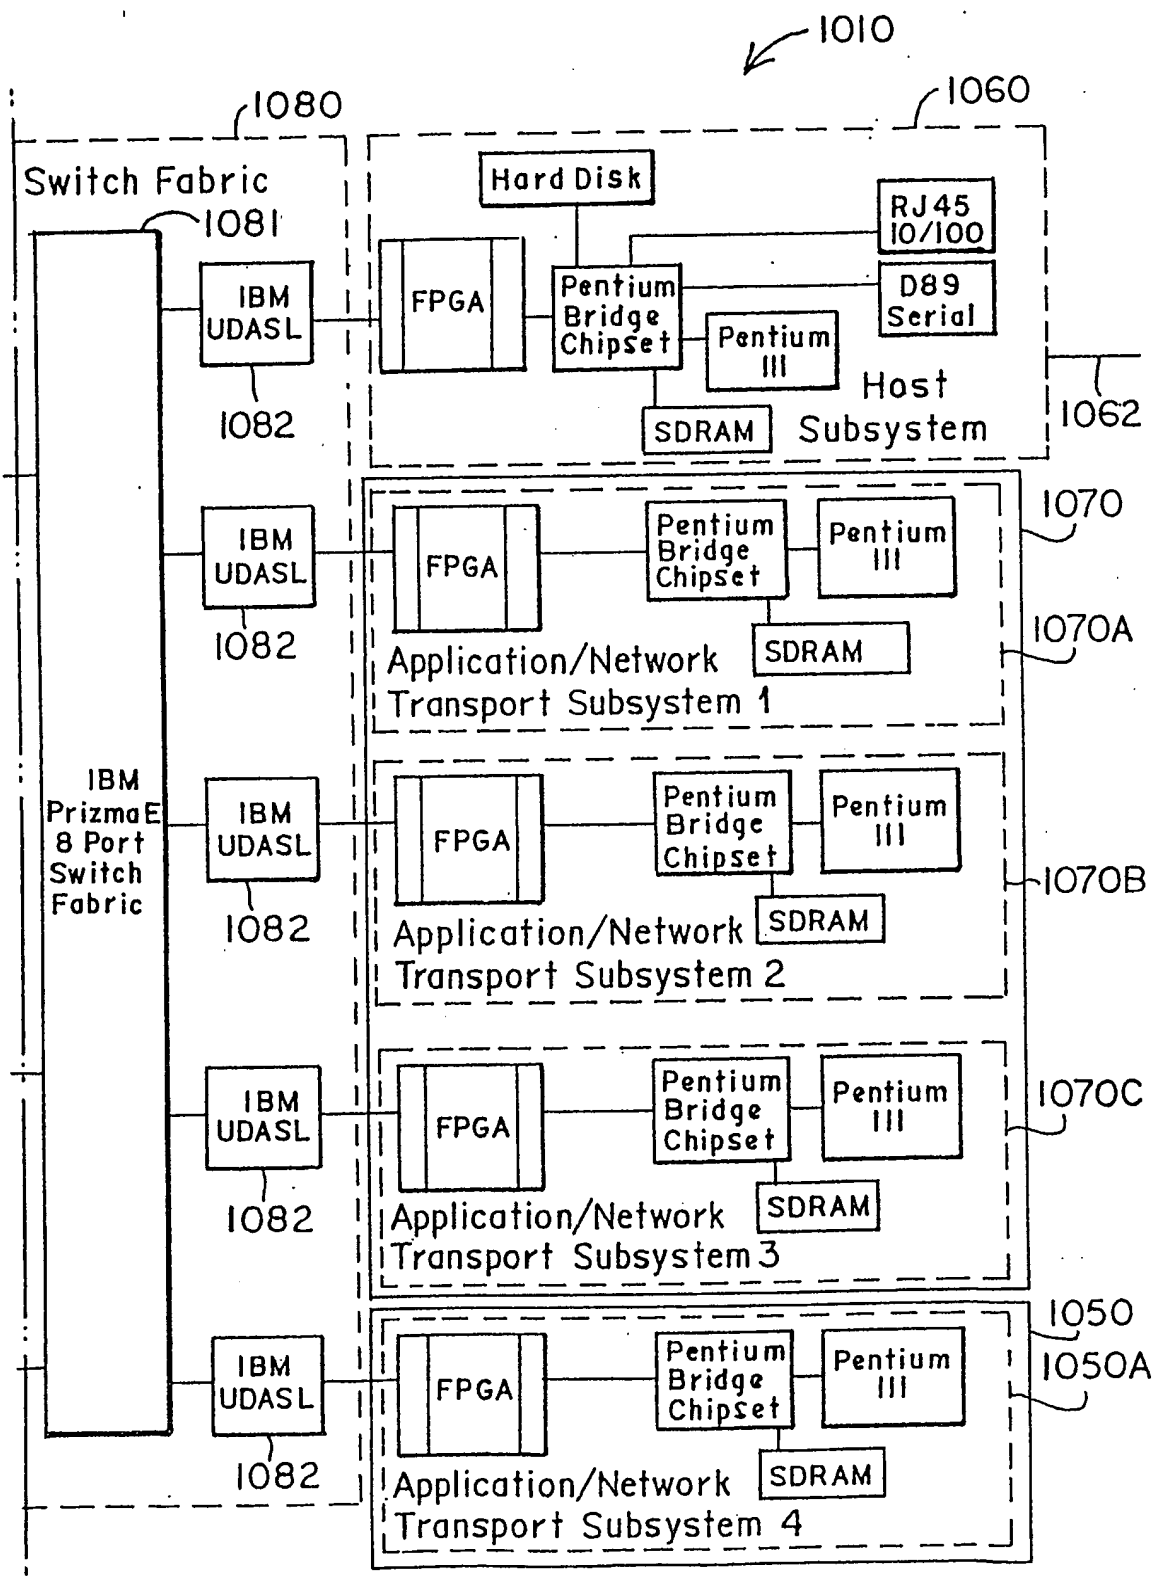 1010
1080
1060
Switch Fabric
1081
Hard Disk
RJ45
10/100
IBM
UDASL
FPGA
Pentium
Bridge
Chipset
D89
Serial
Pentium
III
1082
SDRAM
Host
Subsystem
1062
1070
IBM
UDASL
FPGA
Pentium
Bridge
Chipset
Pentium
III
1082
1070A
SDRAM
Application/Network
Transport Subsystem 1
IBM
PrizmaE
8 Port
Switch
Fabric
IBM
UDASL
FPGA
Pentium
Bridge
Chipset
Pentium
III
1070B
1082
SDRAM
Application/Network
Transport Subsystem 2
IBM
UDASL
FPGA
Pentium
Bridge
Chipset
Pentium
III
1070C
1082
SDRAM
Application/Network
Transport Subsystem 3
1050
1050A
IBM
UDASL
FPGA
Pentium
Bridge
Chipset
Pentium
III
1082
SDRAM
Application/Network
Transport Subsystem 4